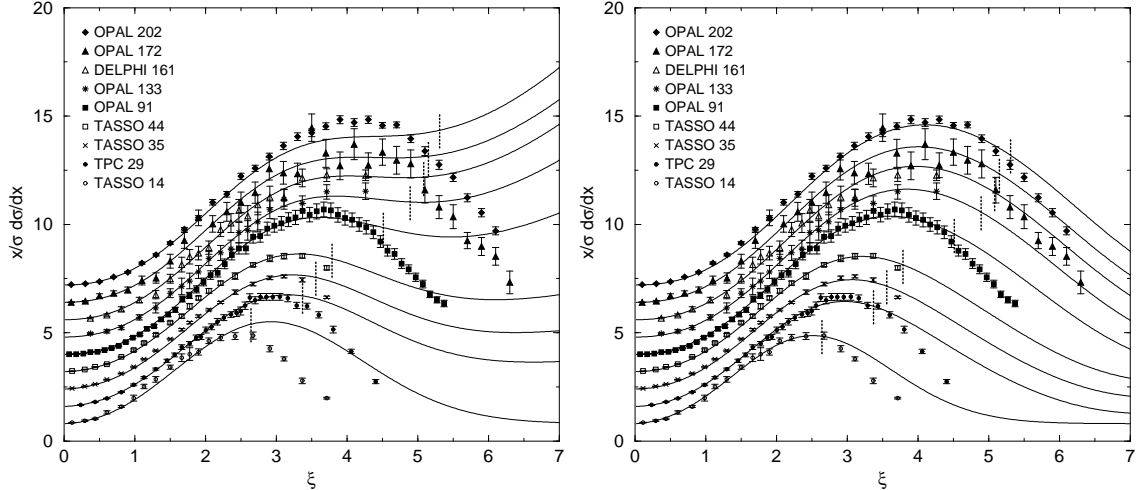 20
15
10
5
0
x/σ dσ/dx
OPAL 202
OPAL 172
DELPHI 161
OPAL 133
OPAL 91
TASSO 44
TASSO 35
TPC 29
TASSO 14
0 1 2 3 4 5 6 7
ξ
20
15
10
5
0
x/σ dσ/dx
OPAL 202
OPAL 172
DELPHI 161
OPAL 133
OPAL 91
TASSO 44
TASSO 35
TPC 29
TASSO 14
0 1 2 3 4 5 6 7
ξ